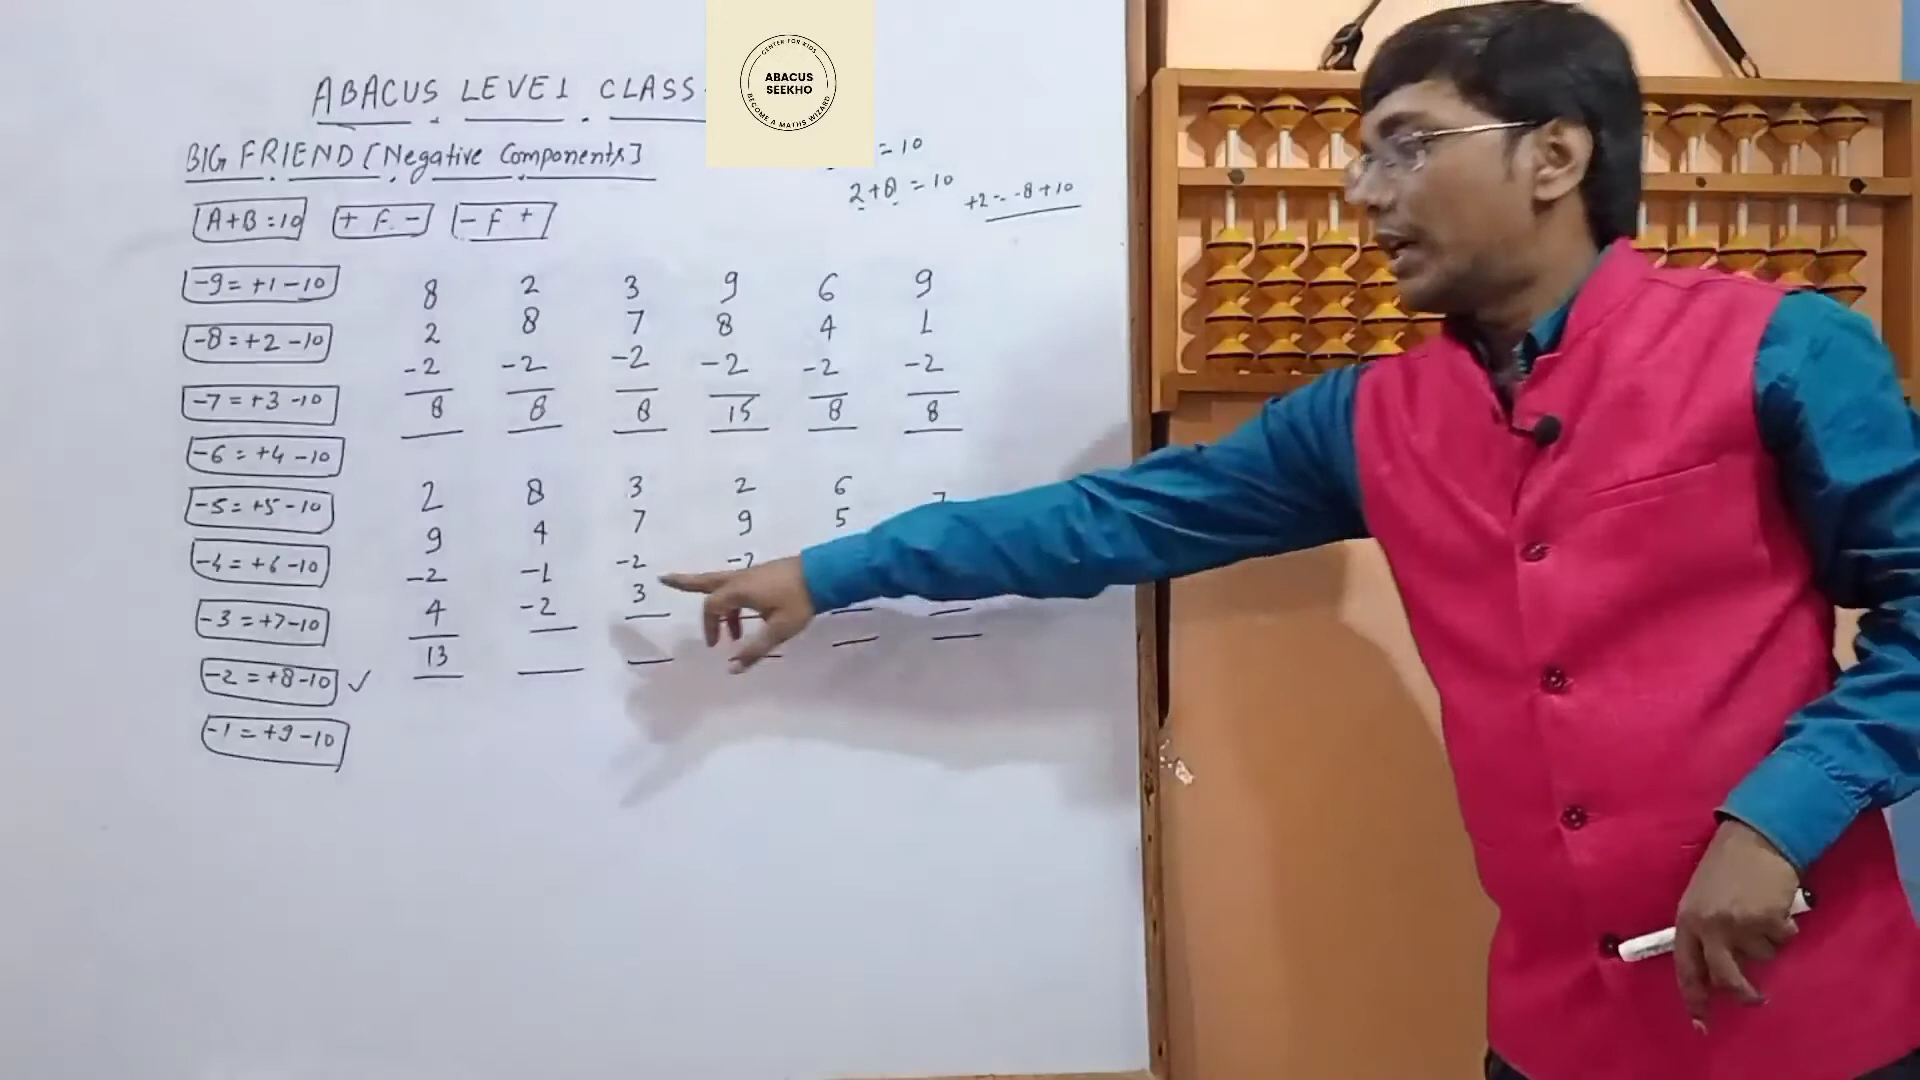 ABACUS LEVEL CLASS
CENTER FOR KIDS
ABACUS
SEEKHO
BECOME A MATHS WIZARD
BIG FRIEND [Negative Components]
= 10
2+8 = 10
+2 = -8 + 10
A+B=10 + F - - F +
-9 = +1 -10
-8 = +2 -10
-7 = +3 -10
-6 = +4 -10
-5 = +5 -10
-4 = +6 -10
-3 = +7 -10
-2 = +8 -10 ✓
-1 = +9 -10
8 2 3 9 6 9
2 8 7 8 4 1
-2 -2 -2 -2 -2 -2
8 8 8 15 8 8
2 8 3 2 6
9 4 7 9 5
-2 -1 -2
4 -2 3
13